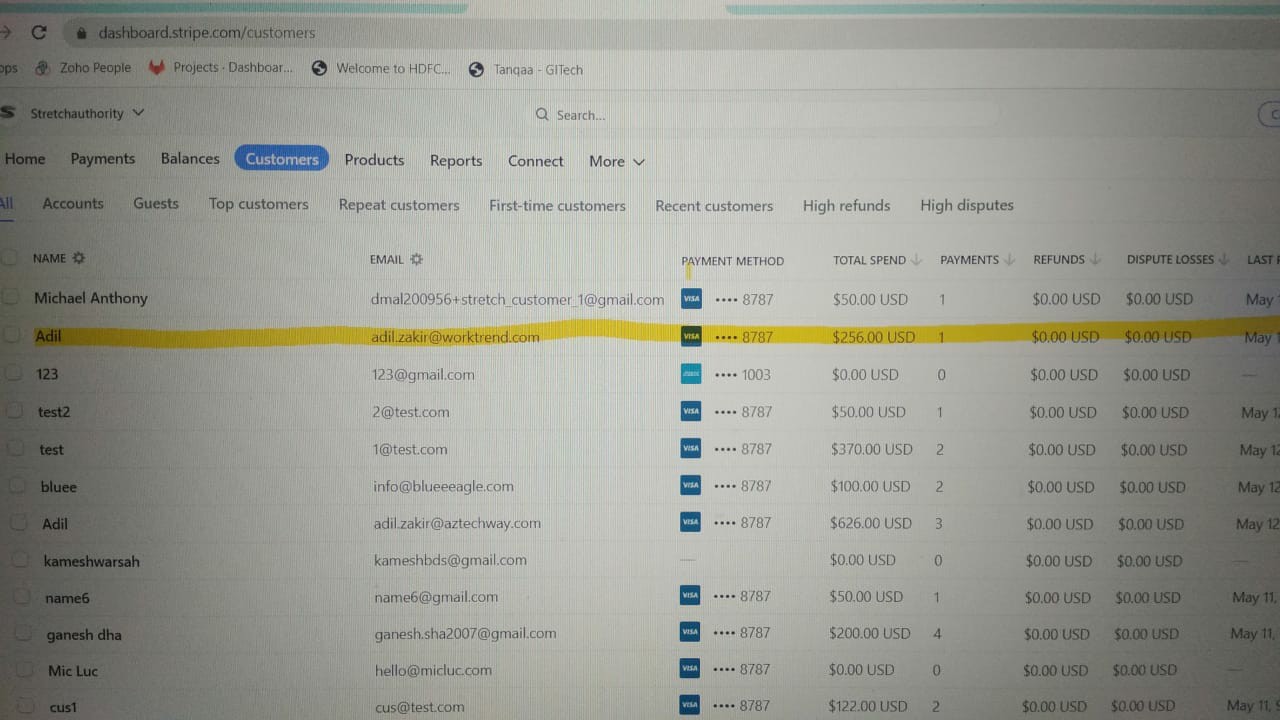 dashboard.stripe.com/customers
Zoho People Projects · Dashboar... Welcome to HDFC... Tanqaa - GITech
Stretchauthority Search...
Home Payments Balances Customers Products Reports Connect More
All Accounts Guests Top customers Repeat customers First-time customers Recent customers High refunds High disputes
NAME EMAIL PAYMENT METHOD TOTAL SPEND PAYMENTS REFUNDS DISPUTE LOSSES LAST
Michael Anthony dmal200956+stretch_customer_1@gmail.com VISA •••• 8787 $50.00 USD 1 $0.00 USD $0.00 USD May
Adil adil.zakir@worktrend.com VISA •••• 8787 $256.00 USD 1 $0.00 USD $0.00 USD May
123 123@gmail.com •••• 1003 $0.00 USD 0 $0.00 USD $0.00 USD —
test2 2@test.com VISA •••• 8787 $50.00 USD 1 $0.00 USD $0.00 USD May
test 1@test.com VISA •••• 8787 $370.00 USD 2 $0.00 USD $0.00 USD May 12
bluee info@blueeeagle.com VISA •••• 8787 $100.00 USD 2 $0.00 USD $0.00 USD May 12
Adil adil.zakir@aztechway.com VISA •••• 8787 $626.00 USD 3 $0.00 USD $0.00 USD May 12
kameshwarsah kameshbds@gmail.com — $0.00 USD 0 $0.00 USD $0.00 USD —
name6 name6@gmail.com VISA •••• 8787 $50.00 USD 1 $0.00 USD $0.00 USD May 11,
ganesh dha ganesh.sha2007@gmail.com VISA •••• 8787 $200.00 USD 4 $0.00 USD $0.00 USD May 11,
Mic Luc hello@micluc.com VISA •••• 8787 $0.00 USD 0 $0.00 USD $0.00 USD —
cus1 cus@test.com VISA •••• 8787 $122.00 USD 2 $0.00 USD $0.00 USD May 11,